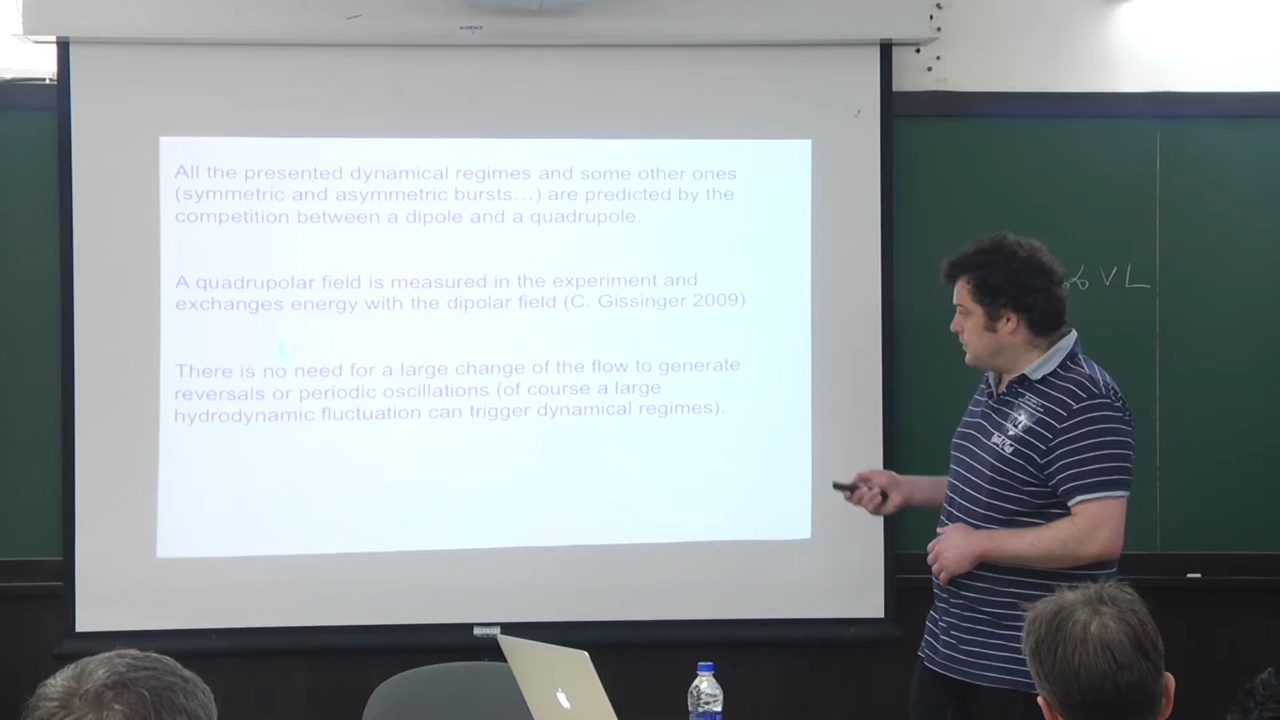 All the presented dynamical regimes and some other ones
(symmetric and asymmetric bursts…) are predicted by the
competition between a dipole and a quadrupole.
A quadrupolar field is measured in the experiment and
exchanges energy with the dipolar field (C. Gissinger 2009)
There is no need for a large change of the flow to generate
reversals or periodic oscillations (of course a large
hydrodynamic fluctuation can trigger dynamical regimes).
V L